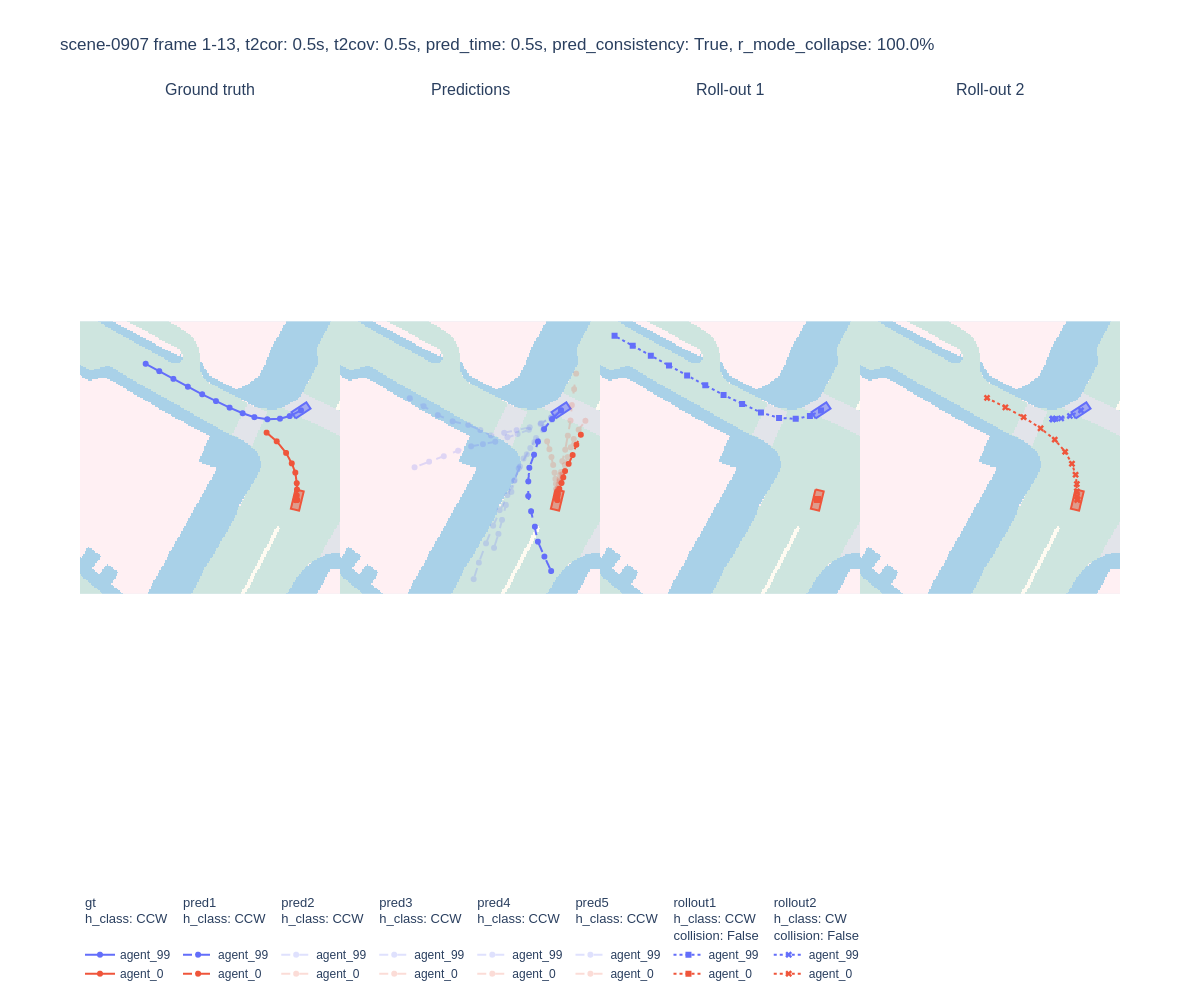 scene-0907 frame 1-13, t2cor: 0.5s, t2cov: 0.5s, pred_time: 0.5s, pred_consistency: True, r_mode_collapse: 100.0%
Ground truth Predictions Roll-out 1 Roll-out 2
gt pred1 pred2 pred3 pred4 pred5 rollout1 rollout2
h_class: CCW h_class: CCW h_class: CCW h_class: CCW h_class: CCW h_class: CCW h_class: CCW h_class: CW
collision: False collision: False
agent_99 agent_99 agent_99 agent_99 agent_99 agent_99 agent_99 agent_99
agent_0 agent_0 agent_0 agent_0 agent_0 agent_0 agent_0 agent_0